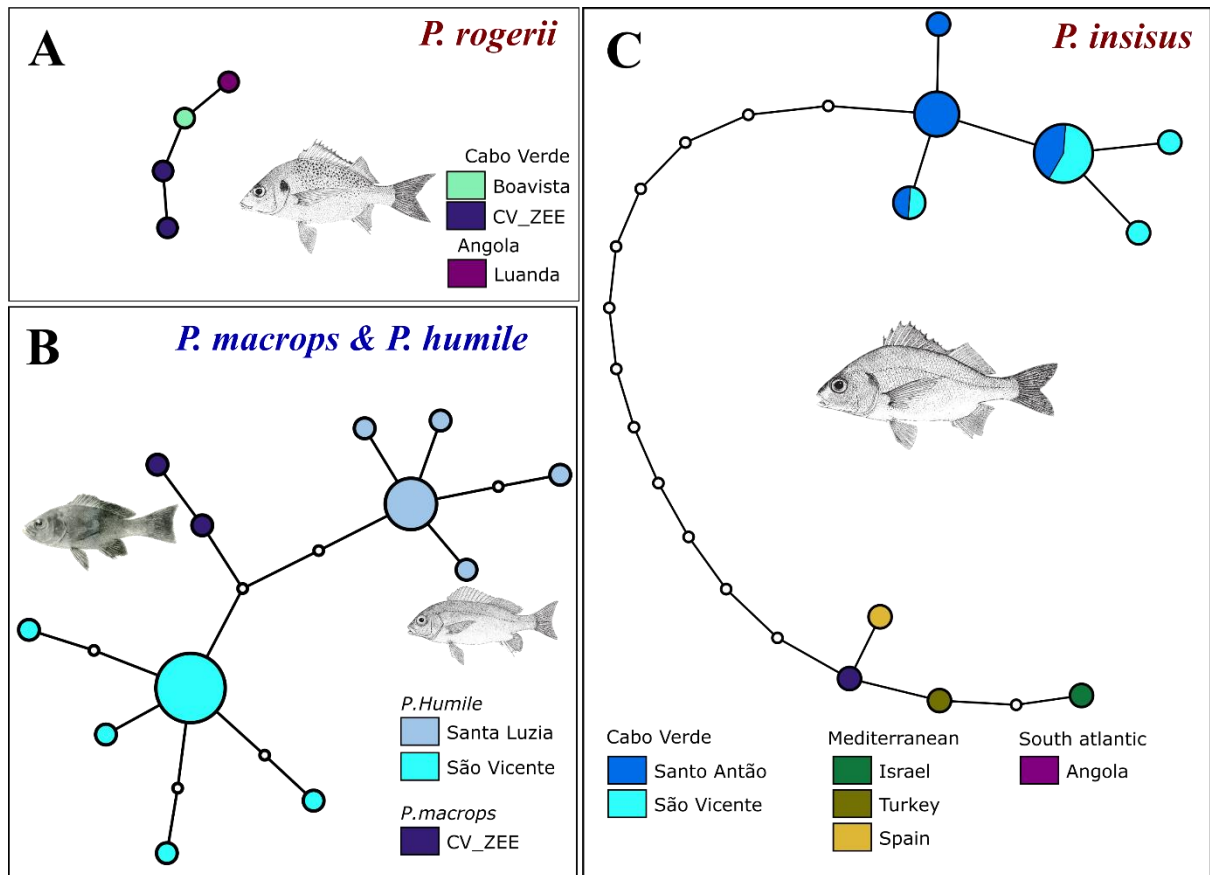 A
P. rogerii
Cabo Verde
Boavista
CV_ZEE
Angola
Luanda
B
P. macrops & P. humile
P.Humile
Santa Luzia
São Vicente
P.macrops
CV_ZEE
C
P. insisus
Cabo Verde
Santo Antão
São Vicente
Mediterranean
Israel
Turkey
Spain
South atlantic
Angola